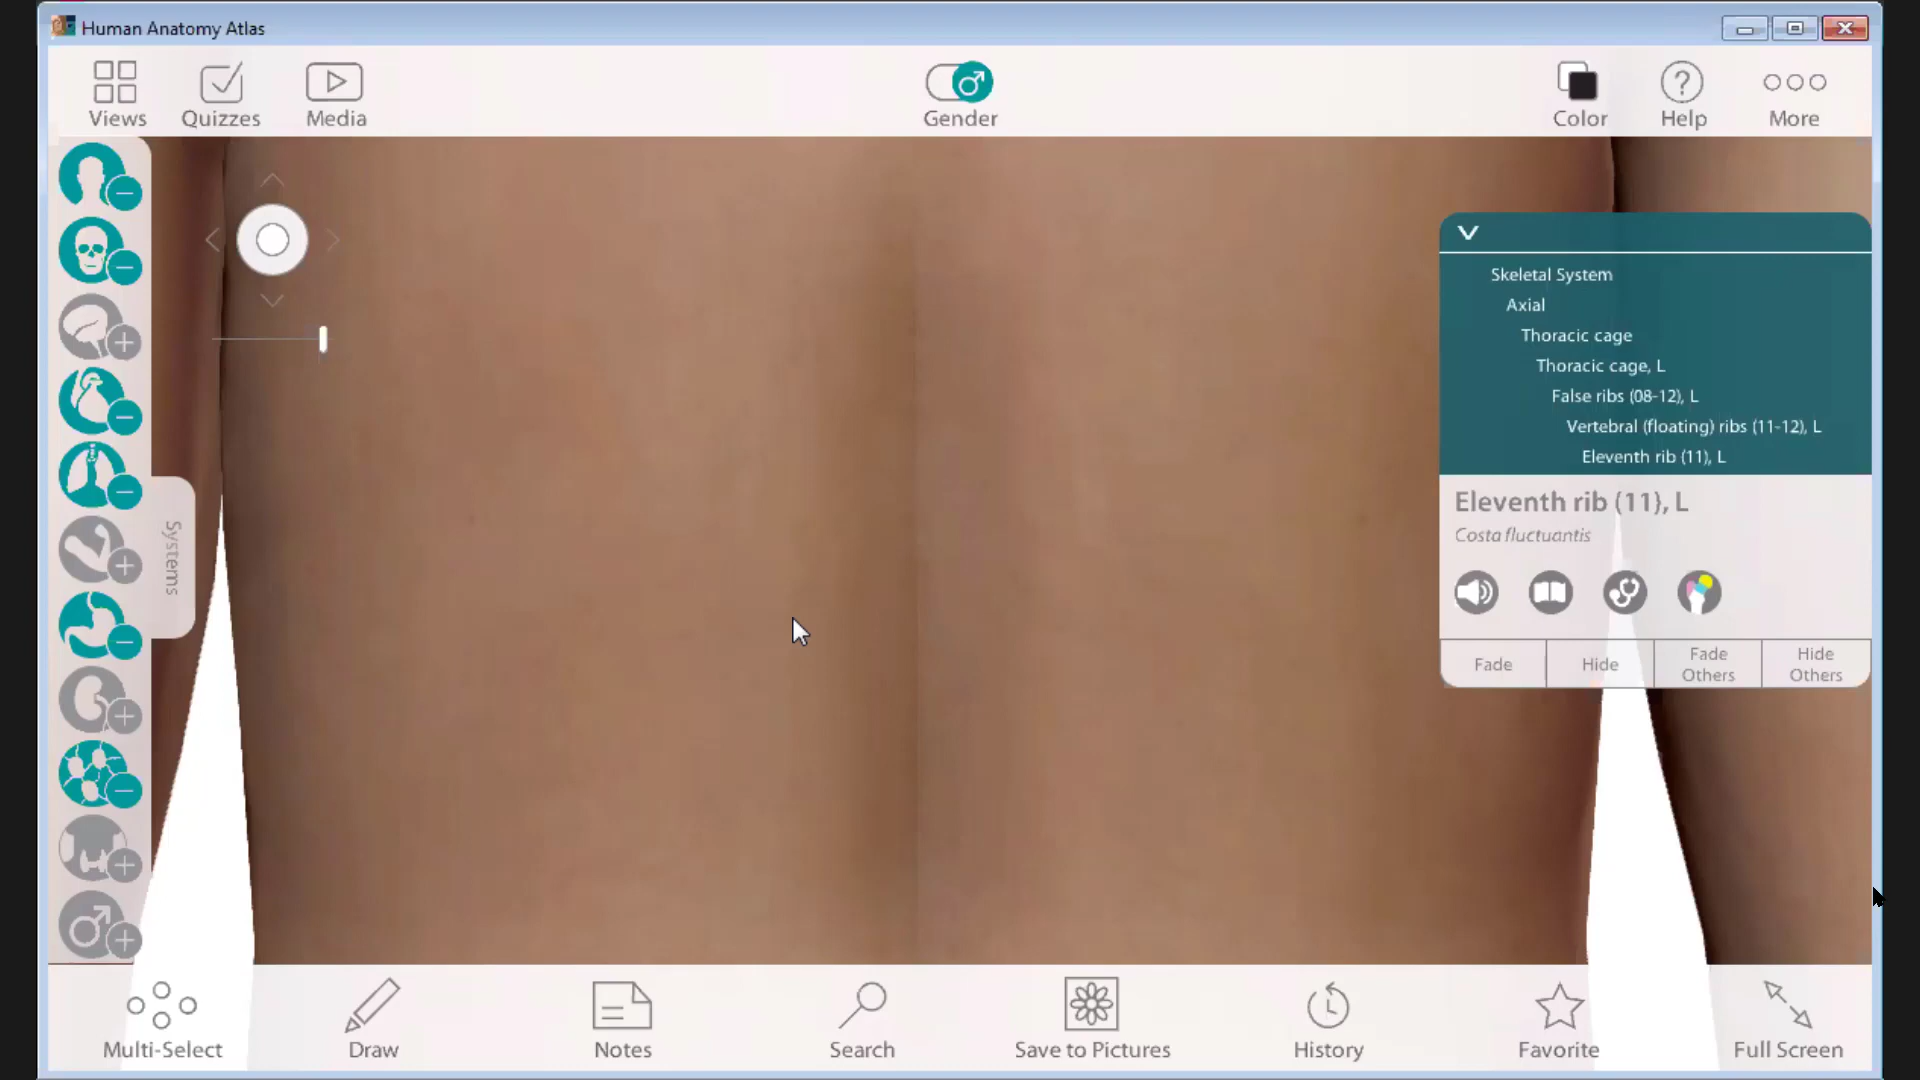 Human Anatomy Atlas
Views
Quizzes
Media
Gender
Color
Help
More
Systems
Skeletal System
Axial
Thoracic cage
Thoracic cage, L
False ribs (08-12), L
Vertebral (floating) ribs (11-12), L
Eleventh rib (11), L
Eleventh rib (11), L
Costa fluctuantis
Fade
Hide
Fade
Others
Hide
Others
Multi-Select
Draw
Notes
Search
Save to Pictures
History
Favorite
Full Screen